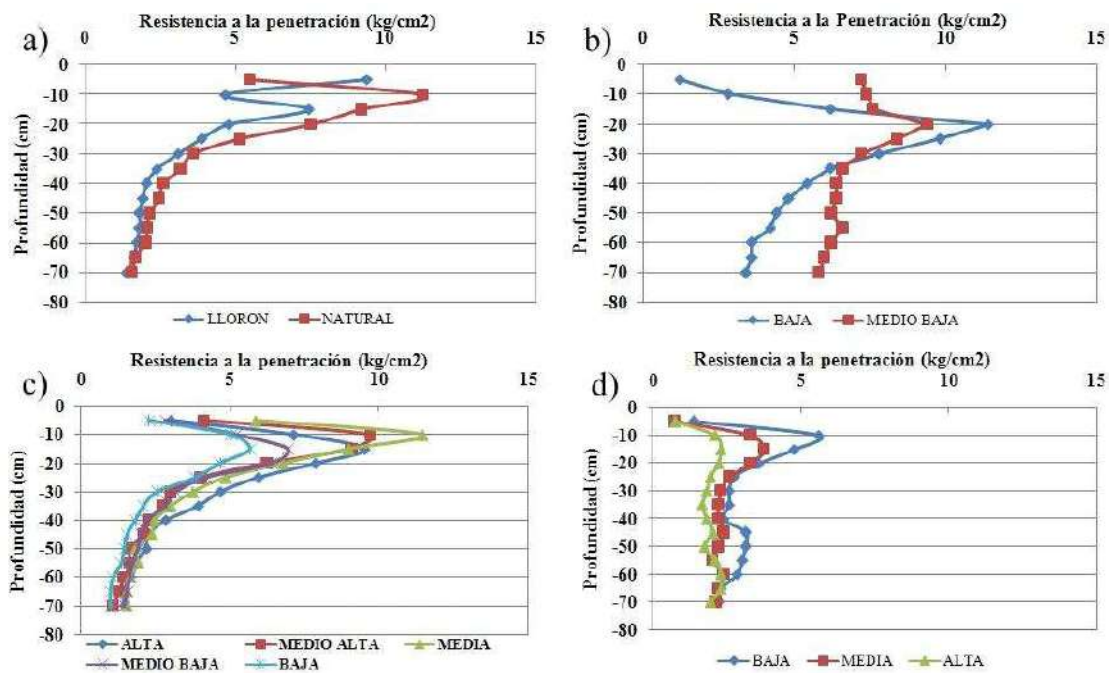 a)
Resistencia a la penetración (kg/cm2)
0 5 10 15
Profundidad (cm)
0
-10
-20
-30
-40
-50
-60
-70
-80
LLORON NATURAL
b)
Resistencia a la Penetración (kg/cm2)
0 5 10 15
Profundidad (cm)
0
-10
-20
-30
-40
-50
-60
-70
-80
BAJA MEDIO BAJA
c)
Resistencia a la penetración (kg/cm2)
0 5 10 15
Profundidad (cm)
0
-10
-20
-30
-40
-50
-60
-70
-80
ALTA MEDIO ALTA MEDIA
MEDIO BAJA BAJA
d)
Resistencia a la penetración (kg/cm2)
0 5 10 15
Profundidad (cm)
0
-10
-20
-30
-40
-50
-60
-70
-80
BAJA MEDIA ALTA